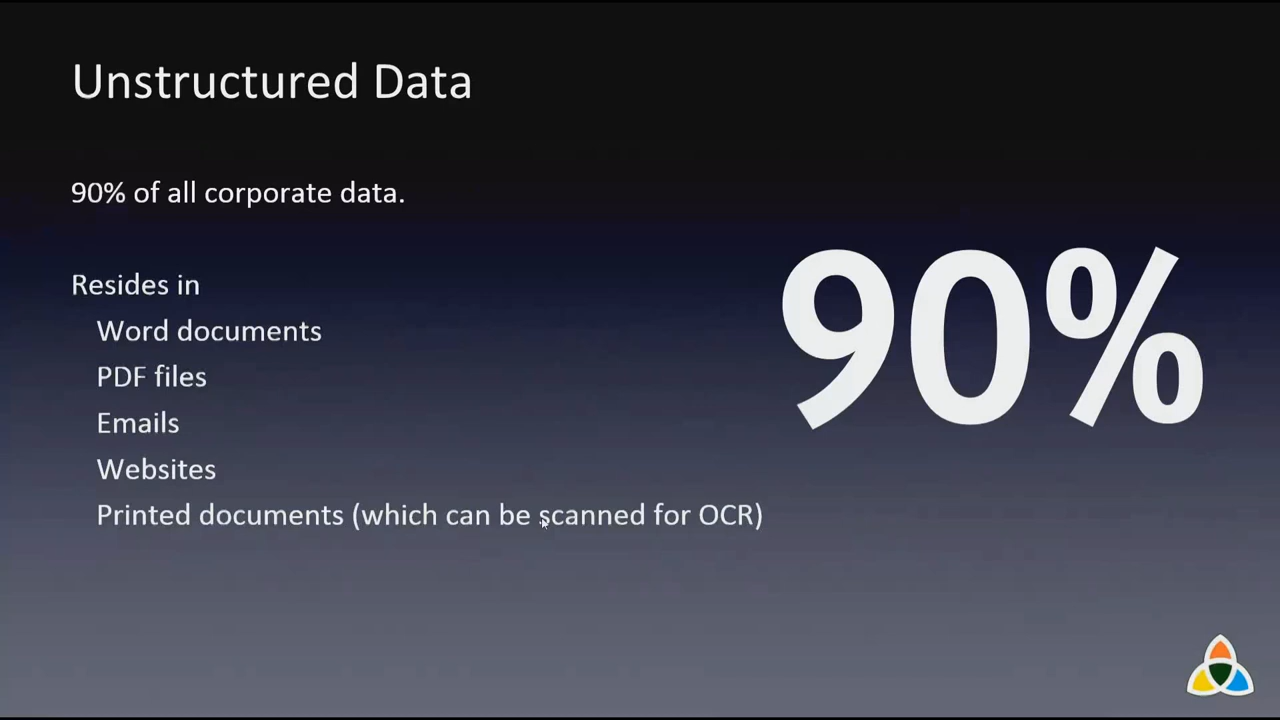 Unstructured Data
90% of all corporate data.
90%
Resides in
Word documents
PDF files
Emails
Websites
Printed documents (which can be scanned for OCR)